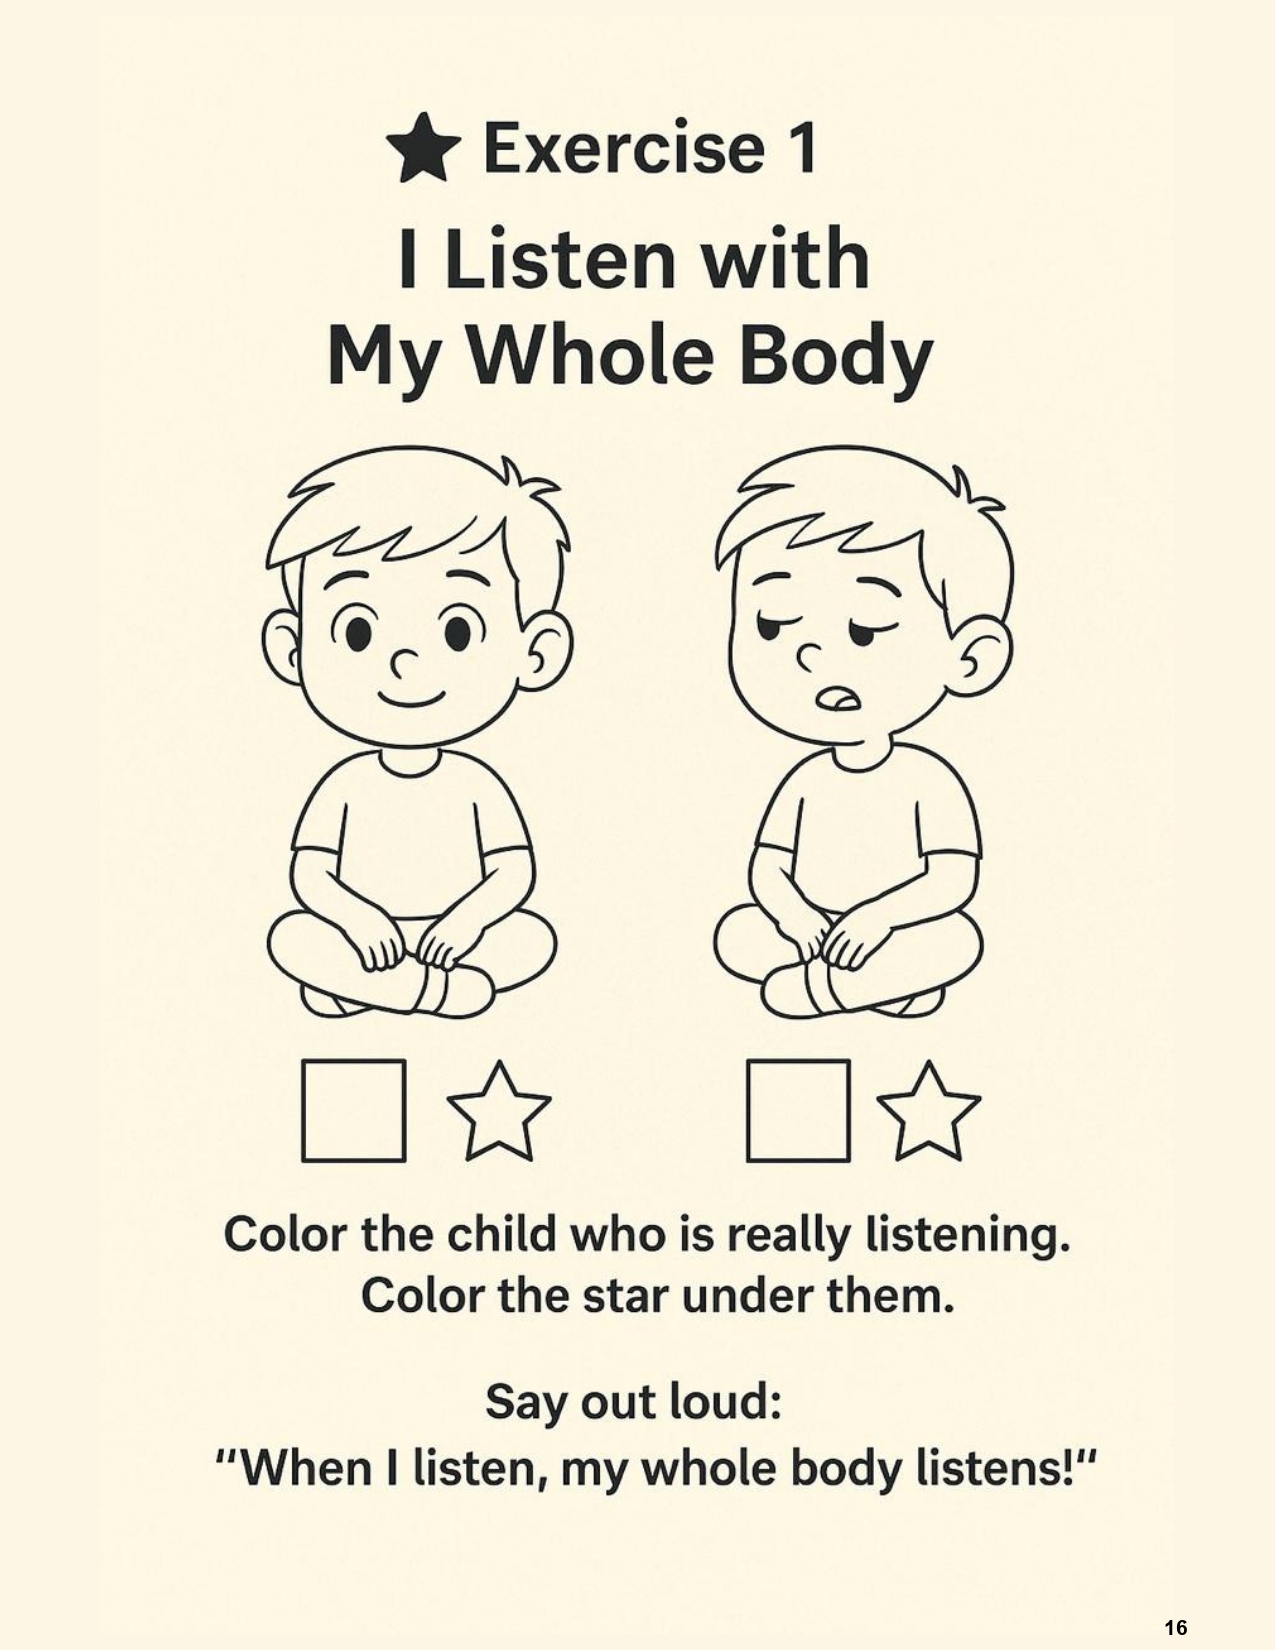 ★ Exercise 1
I Listen with
My Whole Body
Color the child who is really listening.
Color the star under them.
Say out loud:
“When I listen, my whole body listens!“
16